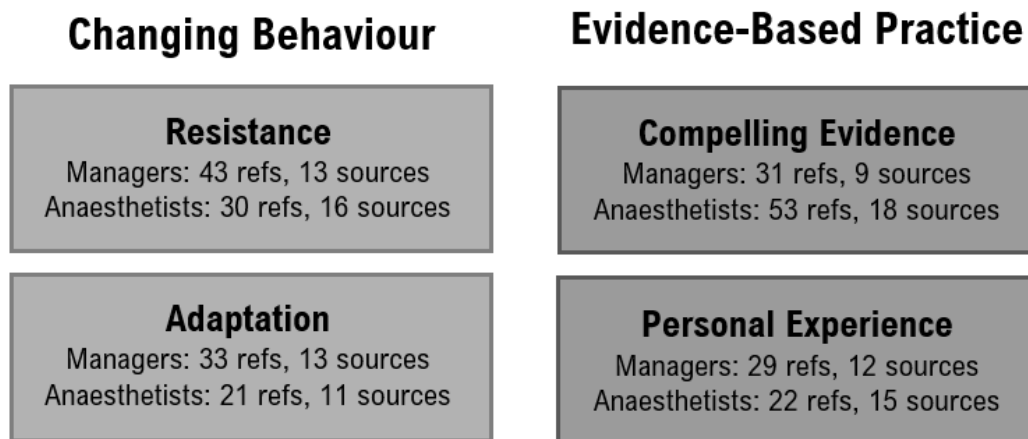 Changing Behaviour
Resistance
Managers: 43 refs, 13 sources
Anaesthetists: 30 refs, 16 sources
Adaptation
Managers: 33 refs, 13 sources
Anaesthetists: 21 refs, 11 sources
Evidence-Based Practice
Compelling Evidence
Managers: 31 refs, 9 sources
Anaesthetists: 53 refs, 18 sources
Personal Experience
Managers: 29 refs, 12 sources
Anaesthetists: 22 refs, 15 sources